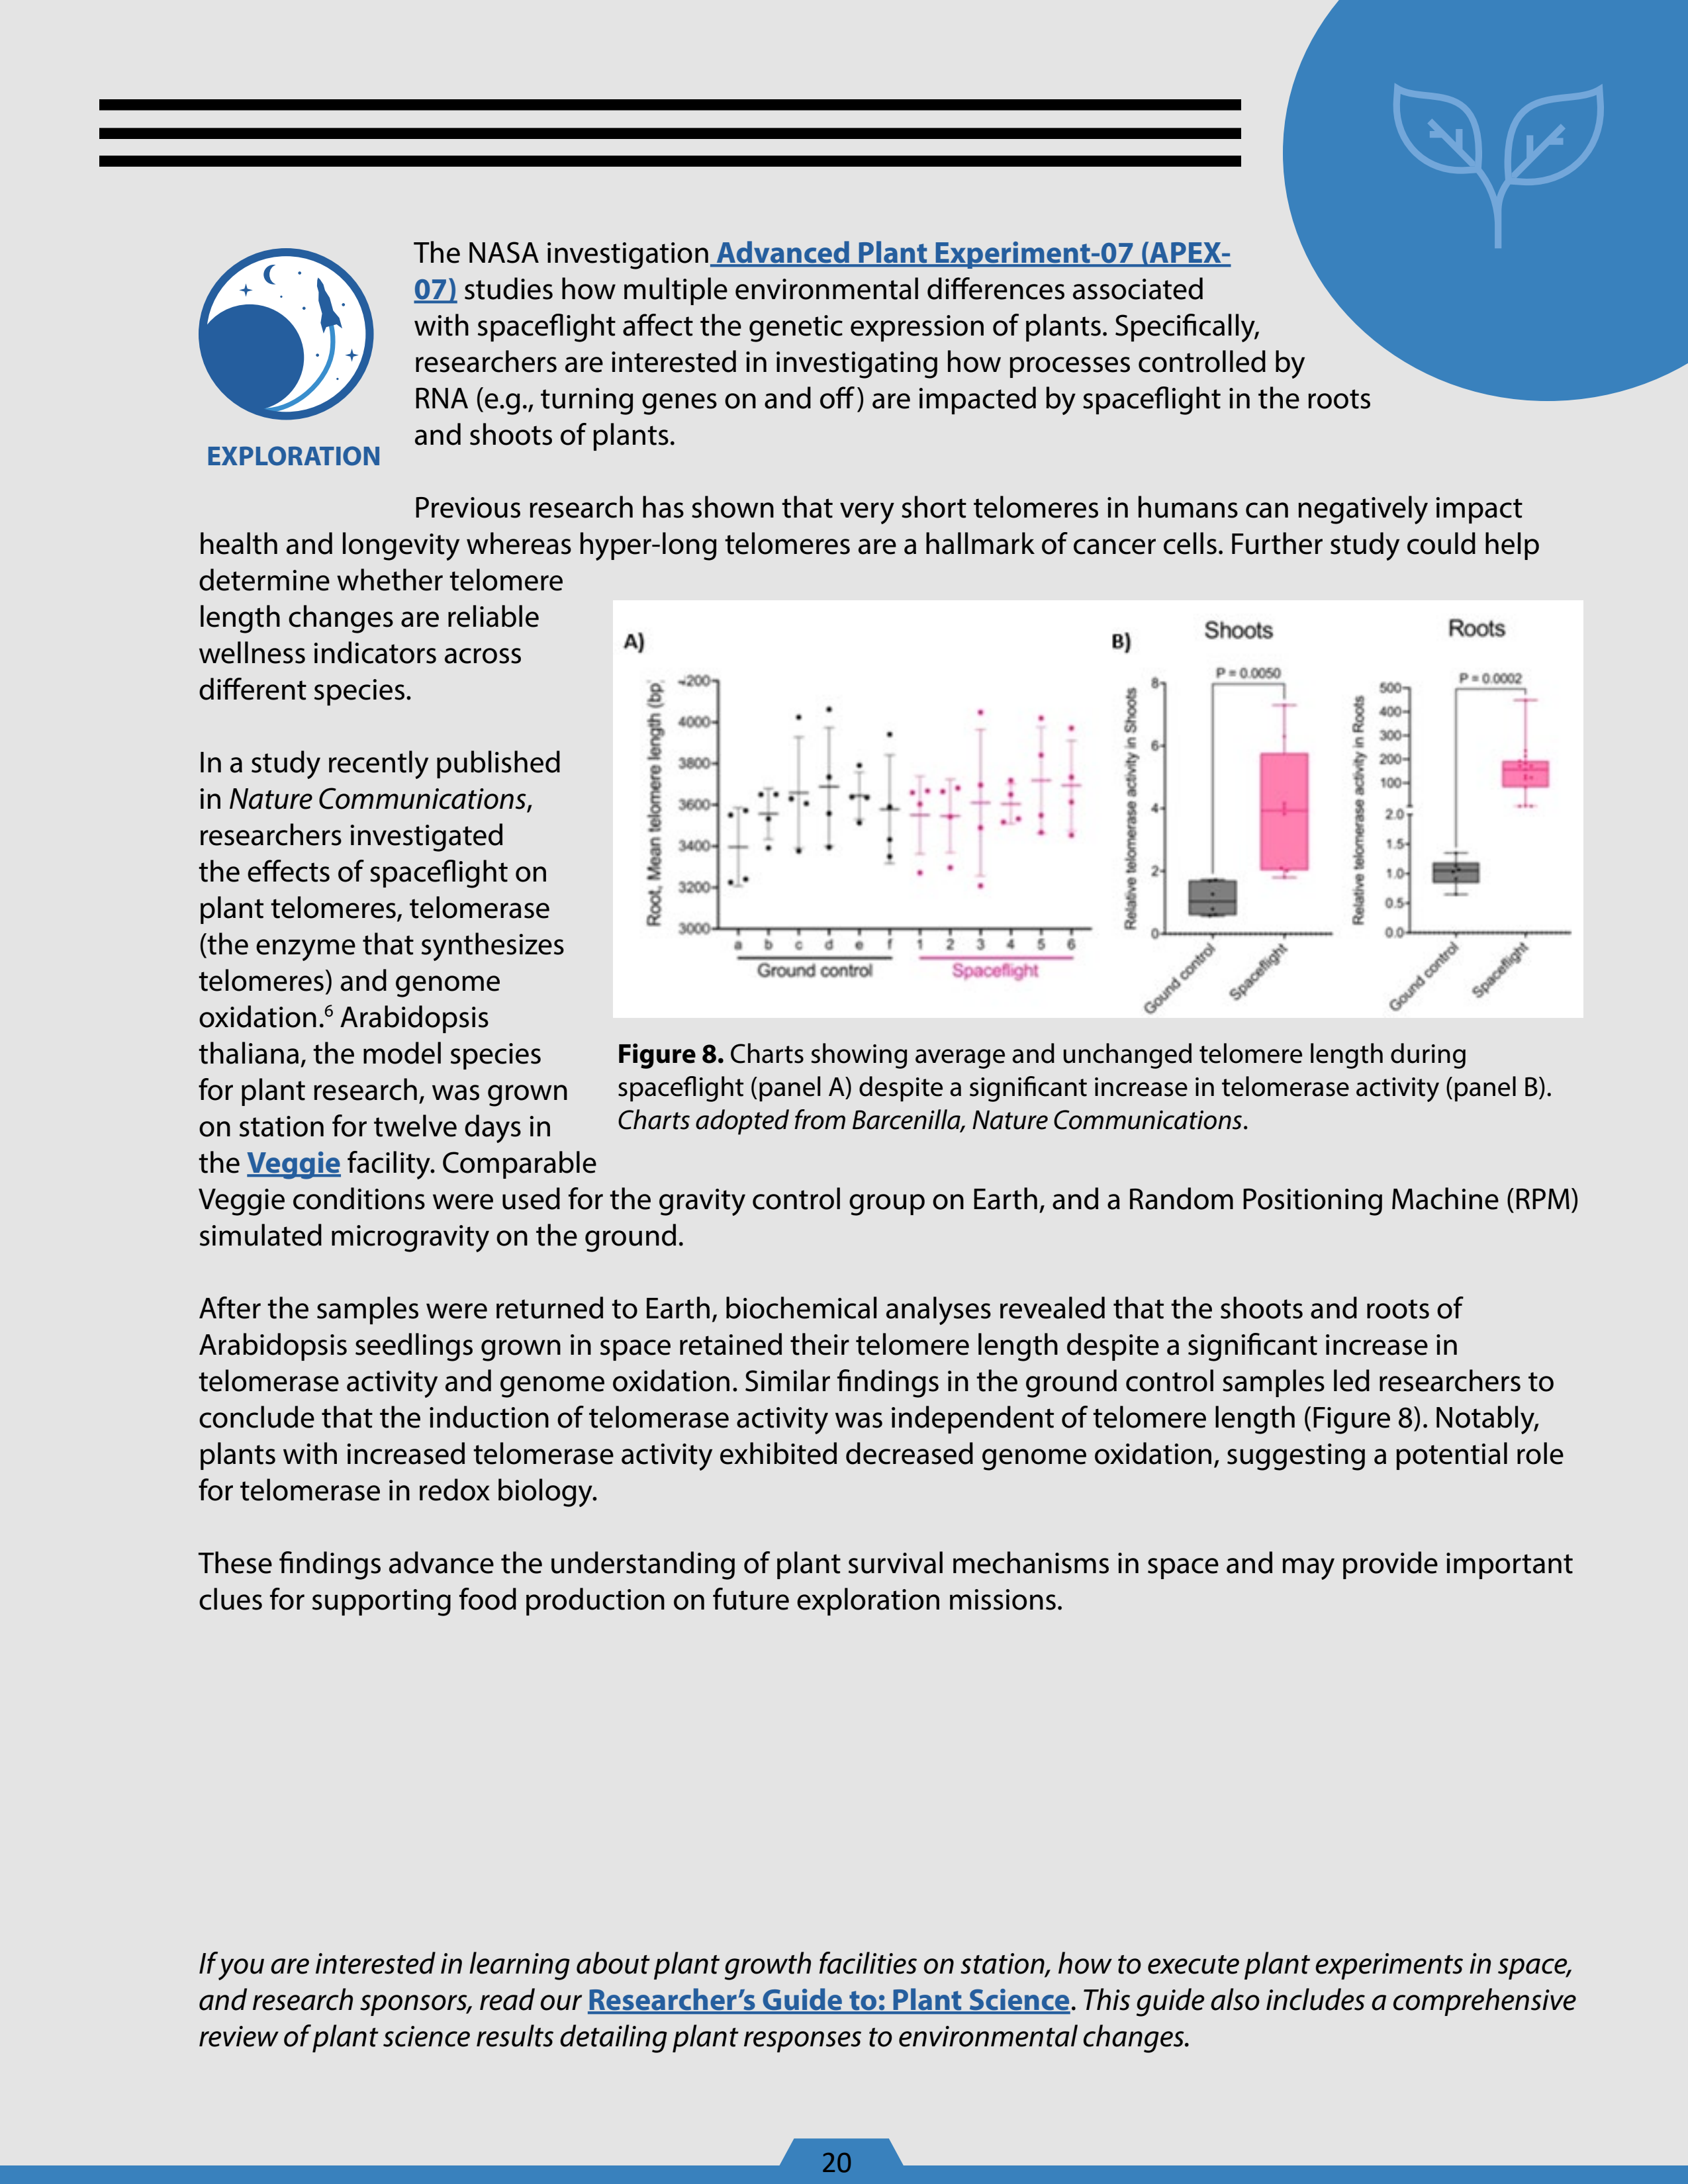 The NASA investigation Advanced Plant Experiment-07 (APEX-
07) studies how multiple environmental differences associated
with spaceflight affect the genetic expression of plants. Specifically,
researchers are interested in investigating how processes controlled by
RNA (e.g., turning genes on and off) are impacted by spaceflight in the roots
and shoots of plants.
EXPLORATION
Previous research has shown that very short telomeres in humans can negatively impact
health and longevity whereas hyper-long telomeres are a hallmark of cancer cells. Further study could help
determine whether telomere
length changes are reliable
wellness indicators across
different species.
In a study recently published
in Nature Communications,
researchers investigated
the effects of spaceflight on
plant telomeres, telomerase
(the enzyme that synthesizes
telomeres) and genome
oxidation.6 Arabidopsis
thaliana, the model species
for plant research, was grown
on station for twelve days in
the Veggie facility. Comparable
Veggie conditions were used for the gravity control group on Earth, and a Random Positioning Machine (RPM)
simulated microgravity on the ground.
A)
Root, Mean telomere length (bp)
4200
4000
3800
3600
3400
3200
3000
a b c d e f 1 2 3 4 5 6
Ground control Spaceflight
B)
Shoots
P = 0.0050
Relative telomerase activity in Shoots
8
6
4
2
0
Gound control Spaceflight
Roots
P = 0.0002
Relative telomerase activity in Roots
500
400
300
200
100
2.0
1.5
1.0
0.5
0.0
Gound control Spaceflight
Figure 8. Charts showing average and unchanged telomere length during
spaceflight (panel A) despite a significant increase in telomerase activity (panel B).
Charts adopted from Barcenilla, Nature Communications.
After the samples were returned to Earth, biochemical analyses revealed that the shoots and roots of
Arabidopsis seedlings grown in space retained their telomere length despite a significant increase in
telomerase activity and genome oxidation. Similar findings in the ground control samples led researchers to
conclude that the induction of telomerase activity was independent of telomere length (Figure 8). Notably,
plants with increased telomerase activity exhibited decreased genome oxidation, suggesting a potential role
for telomerase in redox biology.
These findings advance the understanding of plant survival mechanisms in space and may provide important
clues for supporting food production on future exploration missions.
If you are interested in learning about plant growth facilities on station, how to execute plant experiments in space,
and research sponsors, read our Researcher's Guide to: Plant Science. This guide also includes a comprehensive
review of plant science results detailing plant responses to environmental changes.
20